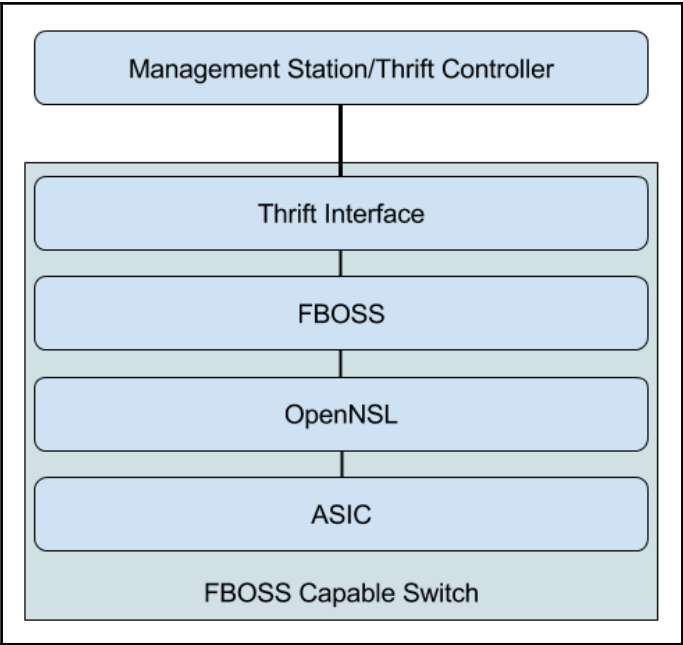 Management Station/Thrift Controller
Thrift Interface
FBOSS
OpenNSL
ASIC
FBOSS Capable Switch